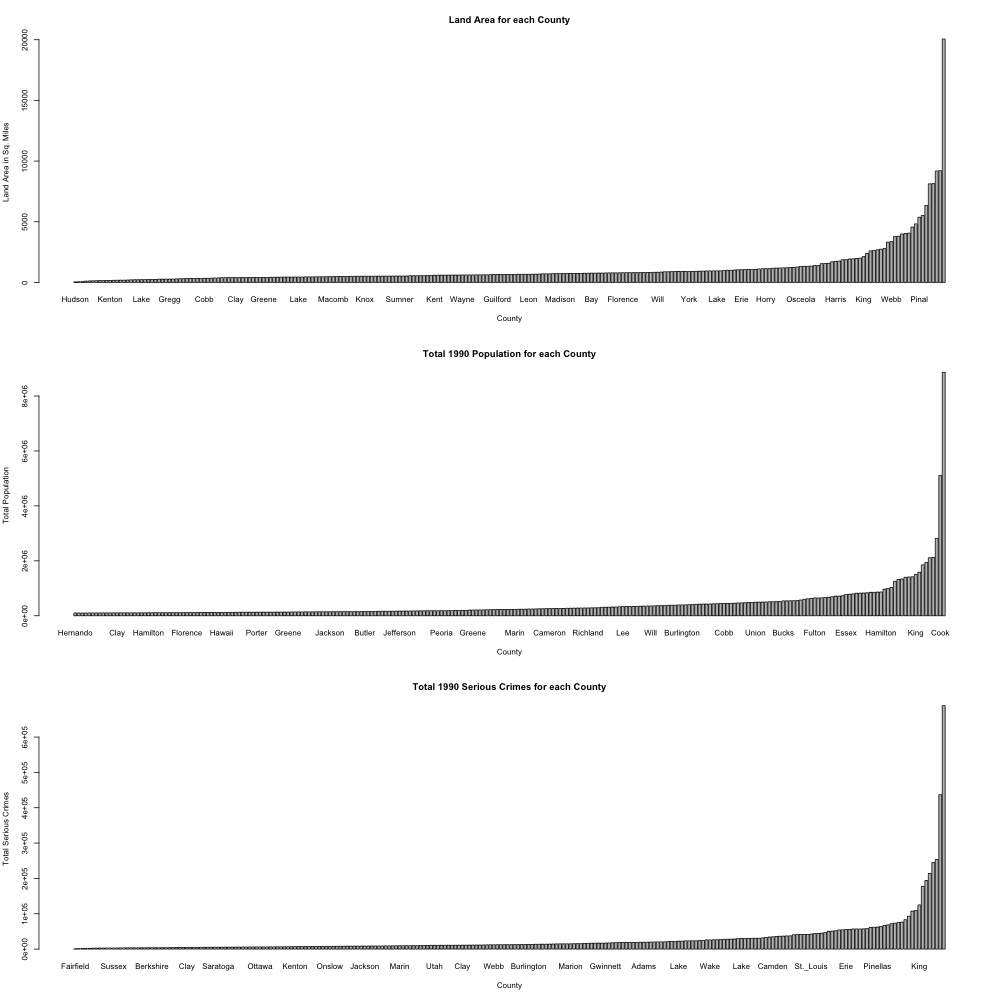 Land Area for each County
Land Area in Sq. Miles
20000
15000
10000
5000
0
Hudson Kenton Lake Gregg Cobb Clay Greene Lake Macomb Knox Sumner Kent Wayne Guilford Leon Madison Bay Florence Will York Lake Erie Horry Osceola Harris King Webb Pinal
County
Total 1990 Population for each County
Total Population
8e+06
6e+06
4e+06
2e+06
0e+00
Hernando Clay Hamilton Florence Hawaii Porter Greene Jackson Butler Jefferson Peoria Greene Marin Cameron Richland Lee Will Burlington Cobb Union Bucks Fulton Essex Hamilton King Cook
County
Total 1990 Serious Crimes for each County
Total Serious Crimes
6e+05
5e+05
4e+05
3e+05
2e+05
1e+05
0e+00
Fairfield Sussex Berkshire Clay Saratoga Ottawa Kenton Onslow Jackson Marin Utah Clay Webb Burlington Marion Gwinnett Adams Lake Wake Lake Camden St._Louis Erie Pinellas King
County